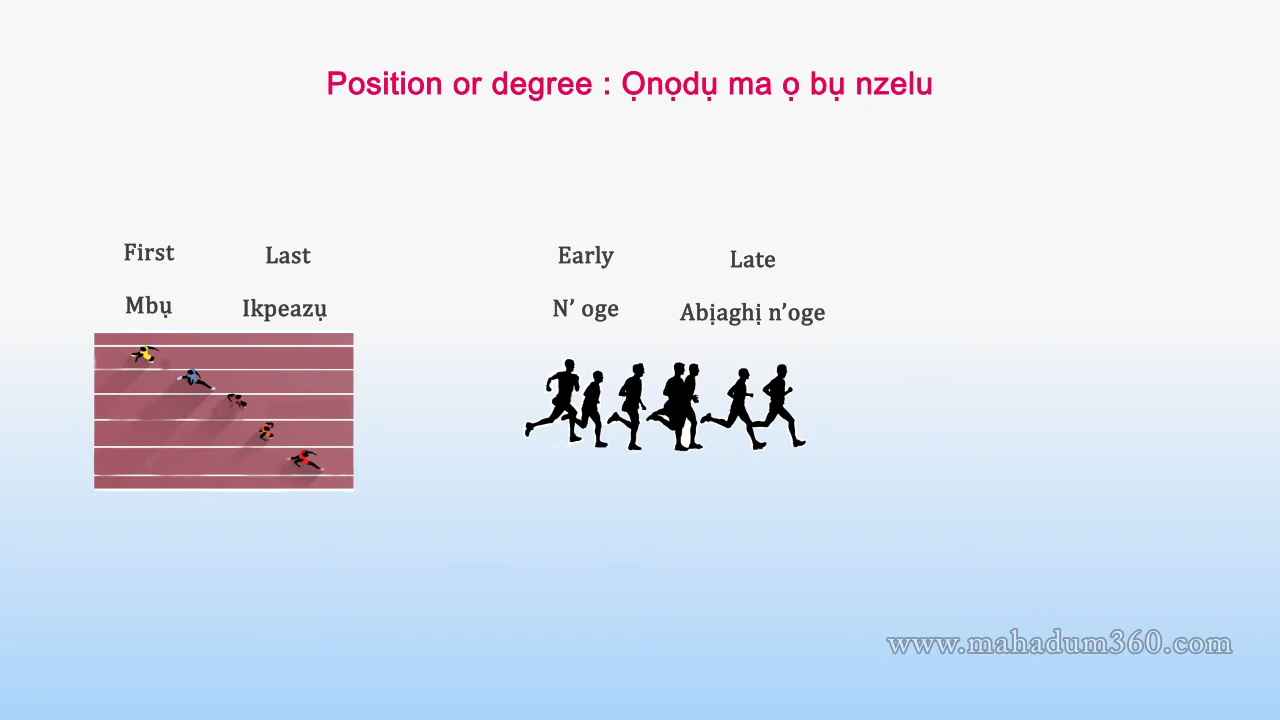 Position or degree : Ọnọdụ ma ọ bụ nzelu
First
Last
Mbụ
Ikpeazụ
Early
Late
N’ oge
Abịaghị n’oge
www.mahadum360.com